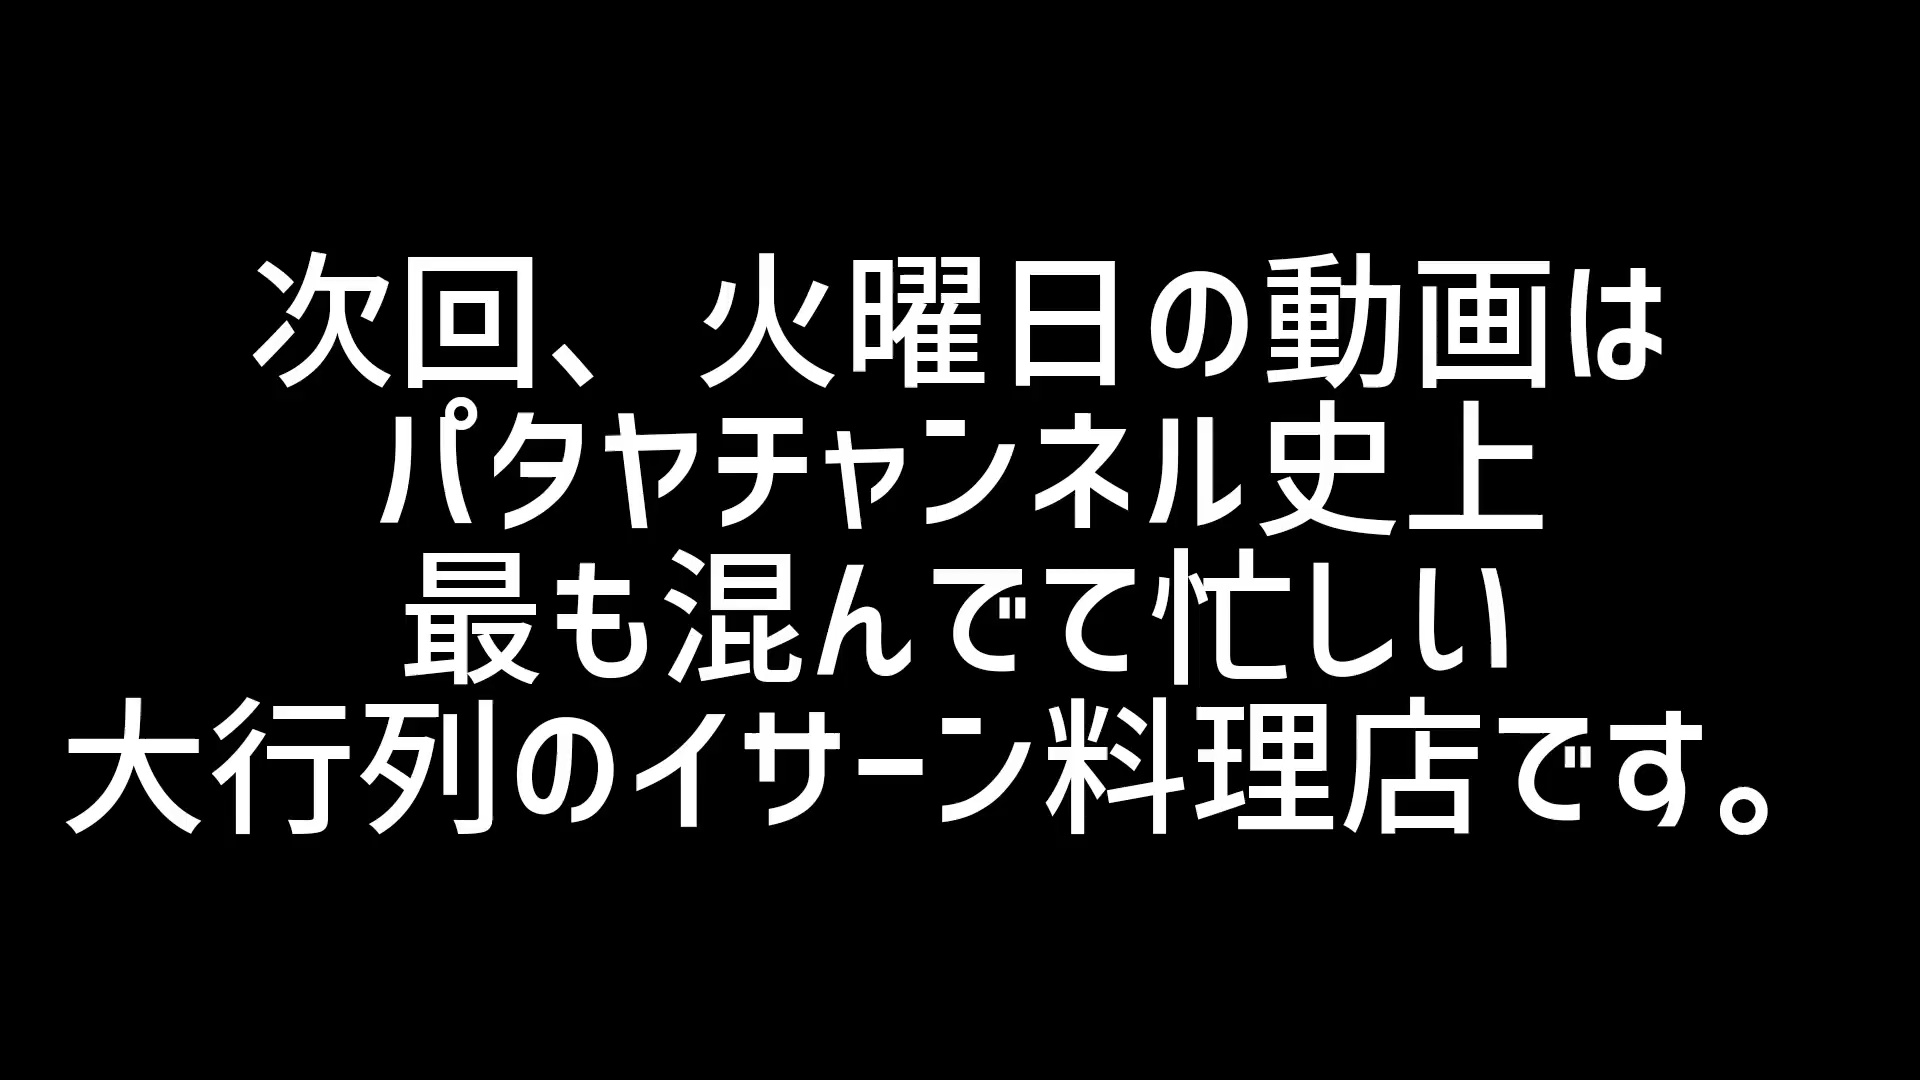 次回、火曜日の動画は
パタヤチャンネル史上
最も混んでて忙しい
大行列のイサーン料理店です。